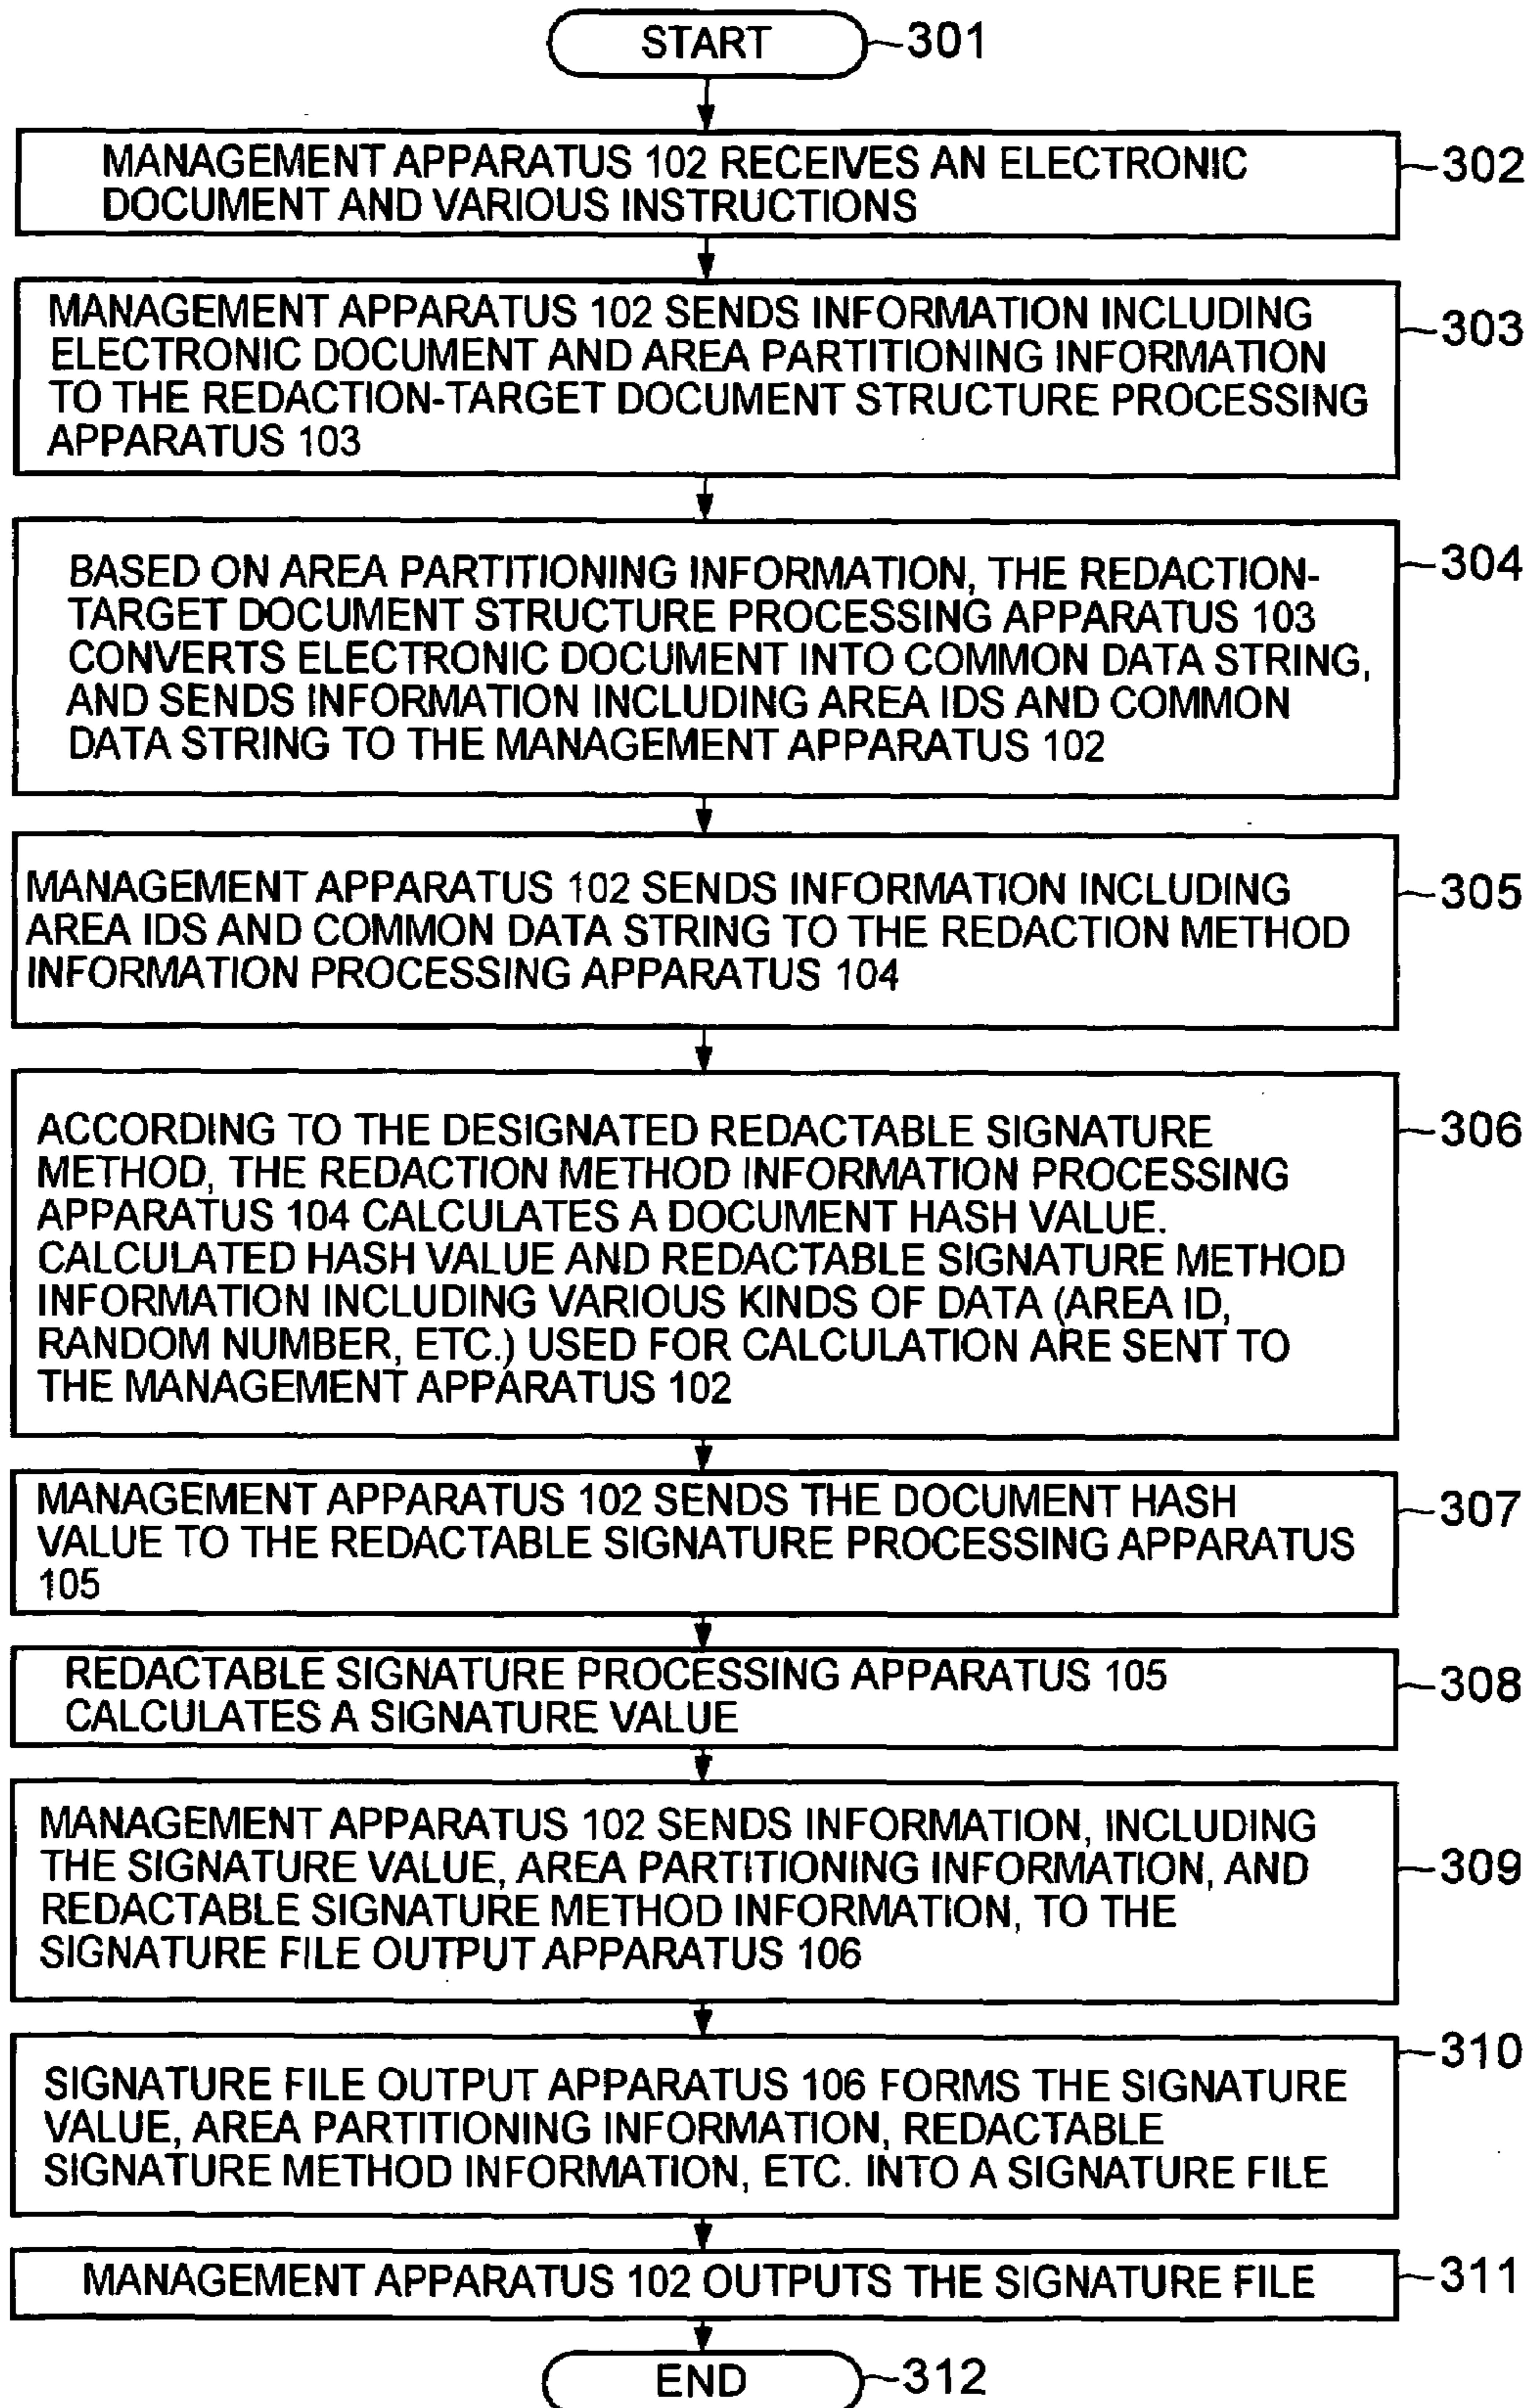 START
301
MANAGEMENT APPARATUS 102 RECEIVES AN ELECTRONIC
DOCUMENT AND VARIOUS INSTRUCTIONS
302
MANAGEMENT APPARATUS 102 SENDS INFORMATION INCLUDING
ELECTRONIC DOCUMENT AND AREA PARTITIONING INFORMATION
TO THE REDACTION-TARGET DOCUMENT STRUCTURE PROCESSING
APPARATUS 103
303
BASED ON AREA PARTITIONING INFORMATION, THE REDACTION-
TARGET DOCUMENT STRUCTURE PROCESSING APPARATUS 103
CONVERTS ELECTRONIC DOCUMENT INTO COMMON DATA STRING,
AND SENDS INFORMATION INCLUDING AREA IDS AND COMMON
DATA STRING TO THE MANAGEMENT APPARATUS 102
304
MANAGEMENT APPARATUS 102 SENDS INFORMATION INCLUDING
AREA IDS AND COMMON DATA STRING TO THE REDACTION METHOD
INFORMATION PROCESSING APPARATUS 104
305
ACCORDING TO THE DESIGNATED REDACTABLE SIGNATURE
METHOD, THE REDACTION METHOD INFORMATION PROCESSING
APPARATUS 104 CALCULATES A DOCUMENT HASH VALUE.
CALCULATED HASH VALUE AND REDACTABLE SIGNATURE METHOD
INFORMATION INCLUDING VARIOUS KINDS OF DATA (AREA ID,
RANDOM NUMBER, ETC.) USED FOR CALCULATION ARE SENT TO
THE MANAGEMENT APPARATUS 102
306
MANAGEMENT APPARATUS 102 SENDS THE DOCUMENT HASH
VALUE TO THE REDACTABLE SIGNATURE PROCESSING APPARATUS
105
307
REDACTABLE SIGNATURE PROCESSING APPARATUS 105
CALCULATES A SIGNATURE VALUE
308
MANAGEMENT APPARATUS 102 SENDS INFORMATION, INCLUDING
THE SIGNATURE VALUE, AREA PARTITIONING INFORMATION, AND
REDACTABLE SIGNATURE METHOD INFORMATION, TO THE
SIGNATURE FILE OUTPUT APPARATUS 106
309
SIGNATURE FILE OUTPUT APPARATUS 106 FORMS THE SIGNATURE
VALUE, AREA PARTITIONING INFORMATION, REDACTABLE
SIGNATURE METHOD INFORMATION, ETC. INTO A SIGNATURE FILE
310
MANAGEMENT APPARATUS 102 OUTPUTS THE SIGNATURE FILE
311
END
312